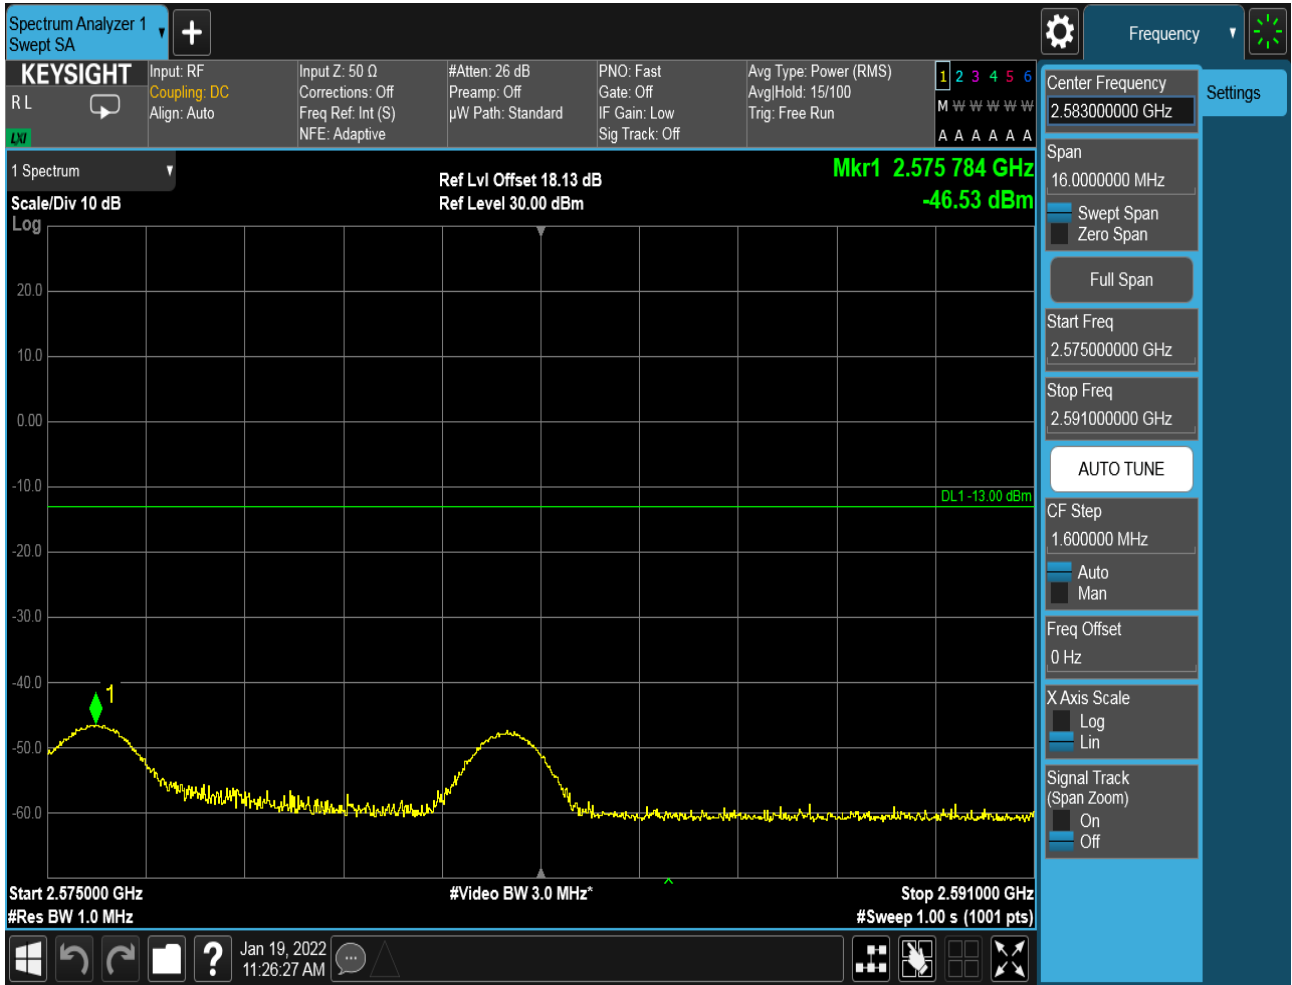 Spectrum Analyzer 1
Swept SA
Frequency
KEYSIGHT
R L
LXI
Input: RF
Coupling: DC
Align: Auto
Input Z: 50 Ω
Corrections: Off
Freq Ref: Int (S)
NFE: Adaptive
#Atten: 26 dB
Preamp: Off
µW Path: Standard
PNO: Fast
Gate: Off
IF Gain: Low
Sig Track: Off
Avg Type: Power (RMS)
Avg|Hold: 15/100
Trig: Free Run
1 2 3 4 5 6
M W W W W W
A A A A A A
1 Spectrum
Scale/Div 10 dB
Log
Ref Lvl Offset 18.13 dB
Ref Level 30.00 dBm
Mkr1 2.575 784 GHz
-46.53 dBm
20.0
10.0
0.00
-10.0
DL1 -13.00 dBm
-20.0
-30.0
-40.0
1
-50.0
-60.0
Start 2.575000 GHz
#Video BW 3.0 MHz*
Stop 2.591000 GHz
#Res BW 1.0 MHz
#Sweep 1.00 s (1001 pts)
Jan 19, 2022
11:26:27 AM
Center Frequency
2.583000000 GHz
Settings
Span
16.0000000 MHz
Swept Span
Zero Span
Full Span
Start Freq
2.575000000 GHz
Stop Freq
2.591000000 GHz
AUTO TUNE
CF Step
1.600000 MHz
Auto
Man
Freq Offset
0 Hz
X Axis Scale
Log
Lin
Signal Track
(Span Zoom)
On
Off